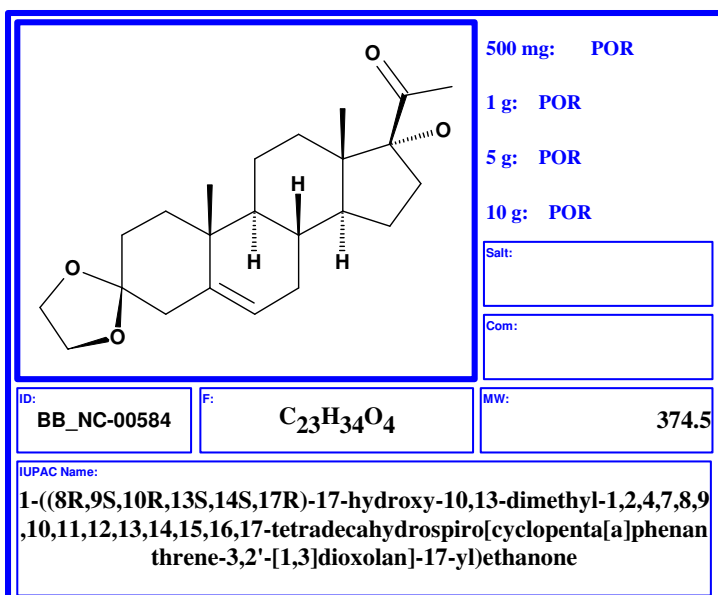 O
O
H
H
H
O
O
500 mg: POR
1 g: POR
5 g: POR
10 g: POR
Salt:
Com:
ID:
BB_NC-00584
F:
C23H34O4
MW:
374.5
IUPAC Name:
1-((8R,9S,10R,13S,14S,17R)-17-hydroxy-10,13-dimethyl-1,2,4,7,8,9
,10,11,12,13,14,15,16,17-tetradecahydrospiro[cyclopenta[a]phenan
threne-3,2'-[1,3]dioxolan]-17-yl)ethanone